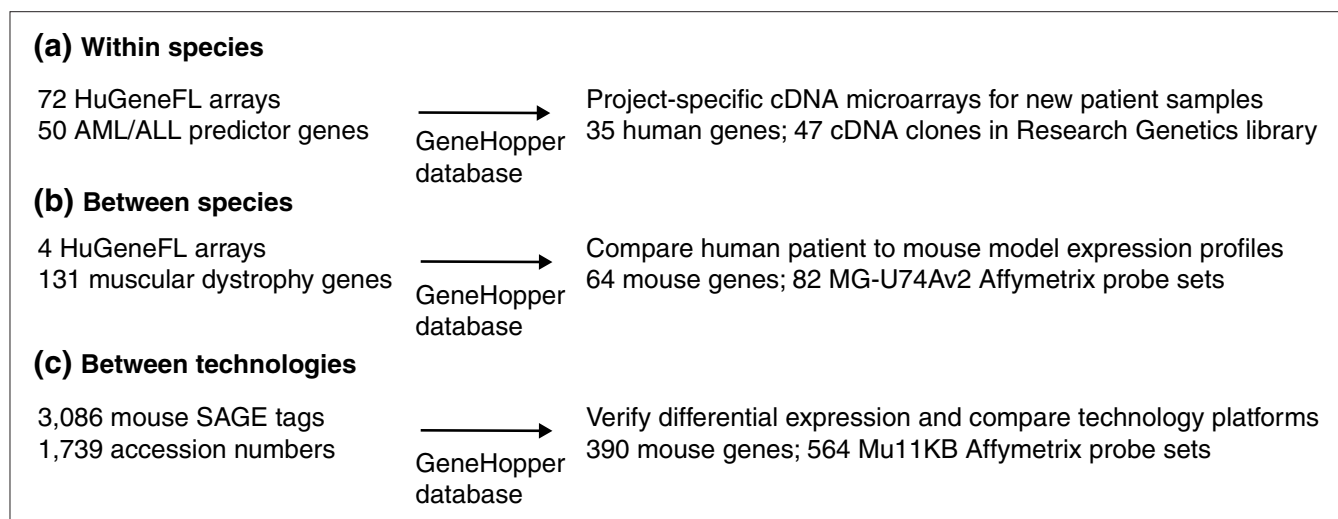 (a) Within species
72 HuGeneFL arrays
50 AML/ALL predictor genes
GeneHopper
database
Project-specific cDNA microarrays for new patient samples
35 human genes; 47 cDNA clones in Research Genetics library
(b) Between species
4 HuGeneFL arrays
131 muscular dystrophy genes
GeneHopper
database
Compare human patient to mouse model expression profiles
64 mouse genes; 82 MG-U74Av2 Affymetrix probe sets
(c) Between technologies
3,086 mouse SAGE tags
1,739 accession numbers
GeneHopper
database
Verify differential expression and compare technology platforms
390 mouse genes; 564 Mu11KB Affymetrix probe sets